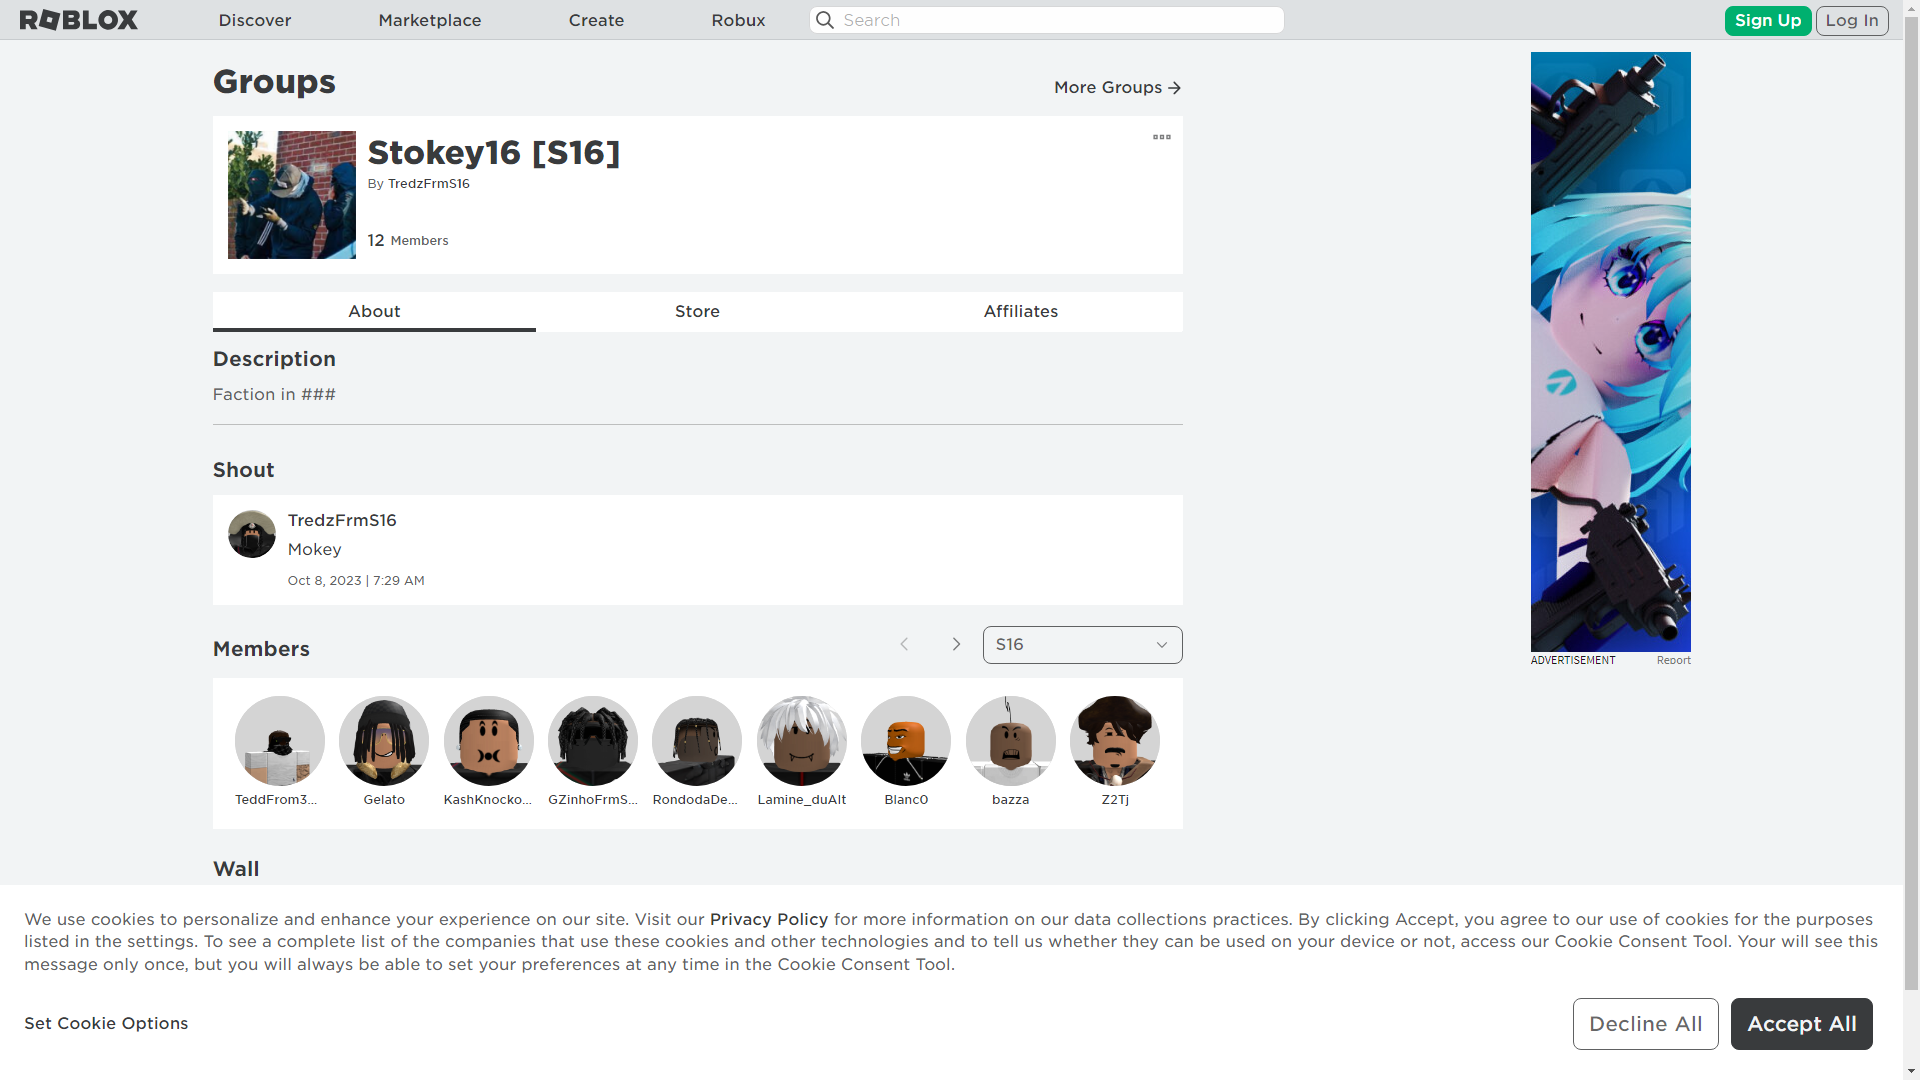 ROBLOX
Discover
Marketplace
Create
Robux
Search
Sign Up
Log In
Groups
More Groups
Stokey16 [S16]
By TredzFrmS16
12 Members
About
Store
Affiliates
Description
Faction in ###
Shout
TredzFrmS16
Mokey
Oct 8, 2023 | 7:29 AM
ADVERTISEMENT
Report
Members
S16
TeddFrom3...
Gelato
KashKnocko...
GZinhoFrmS...
RondodaDe...
Lamine_duAlt
Blanc0
bazza
Z2Tj
Wall
We use cookies to personalize and enhance your experience on our site. Visit our Privacy Policy for more information on our data collections practices. By clicking Accept, you agree to our use of cookies for the purposes
listed in the settings. To see a complete list of the companies that use these cookies and other technologies and to tell us whether they can be used on your device or not, access our Cookie Consent Tool. Your will see this
message only once, but you will always be able to set your preferences at any time in the Cookie Consent Tool.
Set Cookie Options
Decline All
Accept All